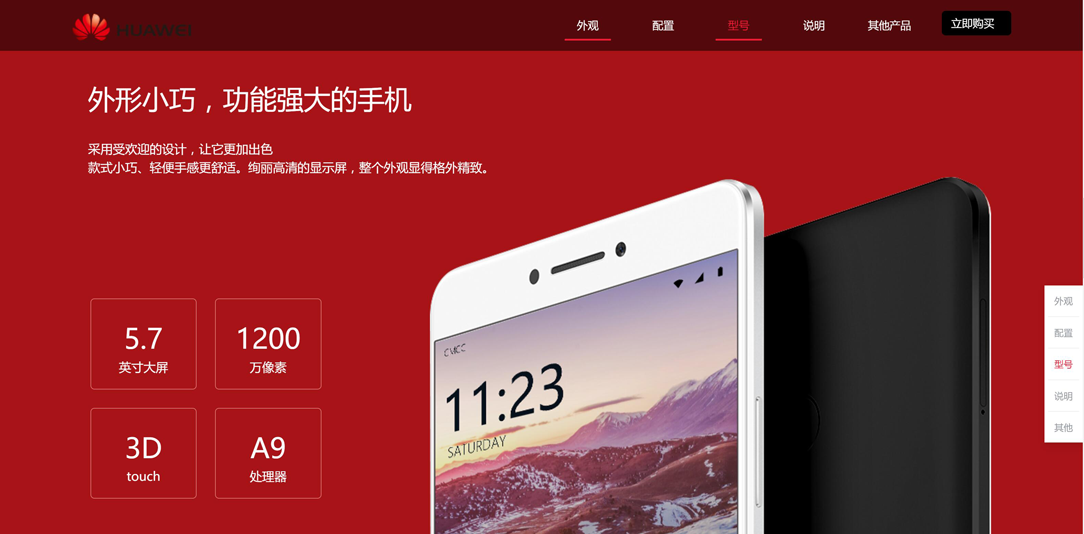 HUAWEI
外观 配置 型号 说明 其他产品 立即购买
外形小巧，功能强大的手机
采用受欢迎的设计，让它更加出色
款式小巧、轻便手感更舒适。绚丽高清的显示屏，整个外观显得格外精致。
5.7
英寸大屏
1200
万像素
3D
touch
A9
处理器
CMCC
11:23
SATURDAY
外观
配置
型号
说明
其他